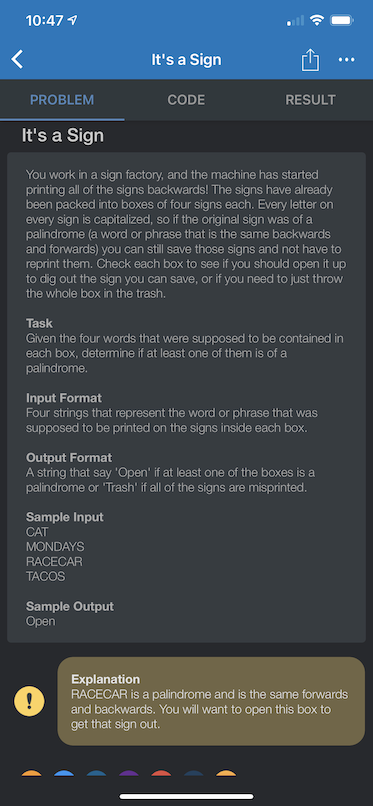 10:47
It's a Sign
PROBLEM CODE RESULT
It's a Sign
You work in a sign factory, and the machine has started
printing all of the signs backwards! The signs have already
been packed into boxes of four signs each. Every letter on
every sign is capitalized, so if the original sign was of a
palindrome (a word or phrase that is the same backwards
and forwards) you can still save those signs and not have to
reprint them. Check each box to see if you should open it up
to dig out the sign you can save, or if you need to just throw
the whole box in the trash.
Task
Given the four words that were supposed to be contained in
each box, determine if at least one of them is of a
palindrome.
Input Format
Four strings that represent the word or phrase that was
supposed to be printed on the signs inside each box.
Output Format
A string that say 'Open' if at least one of the boxes is a
palindrome or 'Trash' if all of the signs are misprinted.
Sample Input
CAT
MONDAYS
RACECAR
TACOS
Sample Output
Open
Explanation
RACECAR is a palindrome and is the same forwards
and backwards. You will want to open this box to
get that sign out.